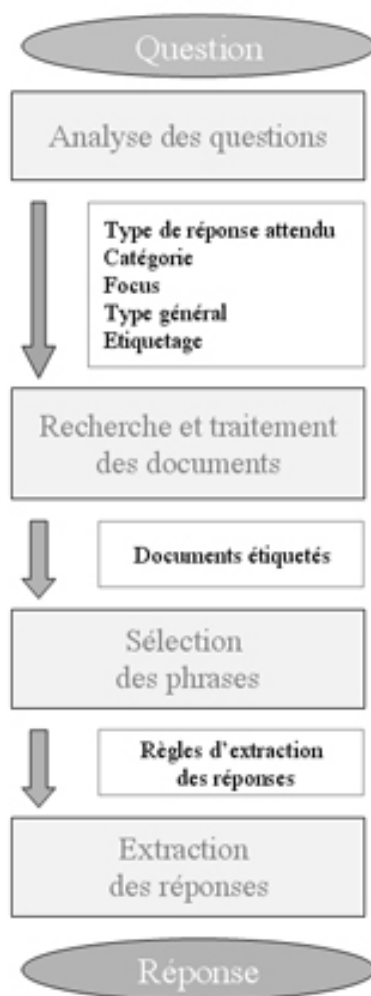 Question
Analyse des questions
Type de réponse attendu
Catégorie
Focus
Type général
Etiquetage
Recherche et traitement
des documents
Documents étiquetés
Sélection
des phrases
Règles d'extraction
des réponses
Extraction
des réponses
Réponse